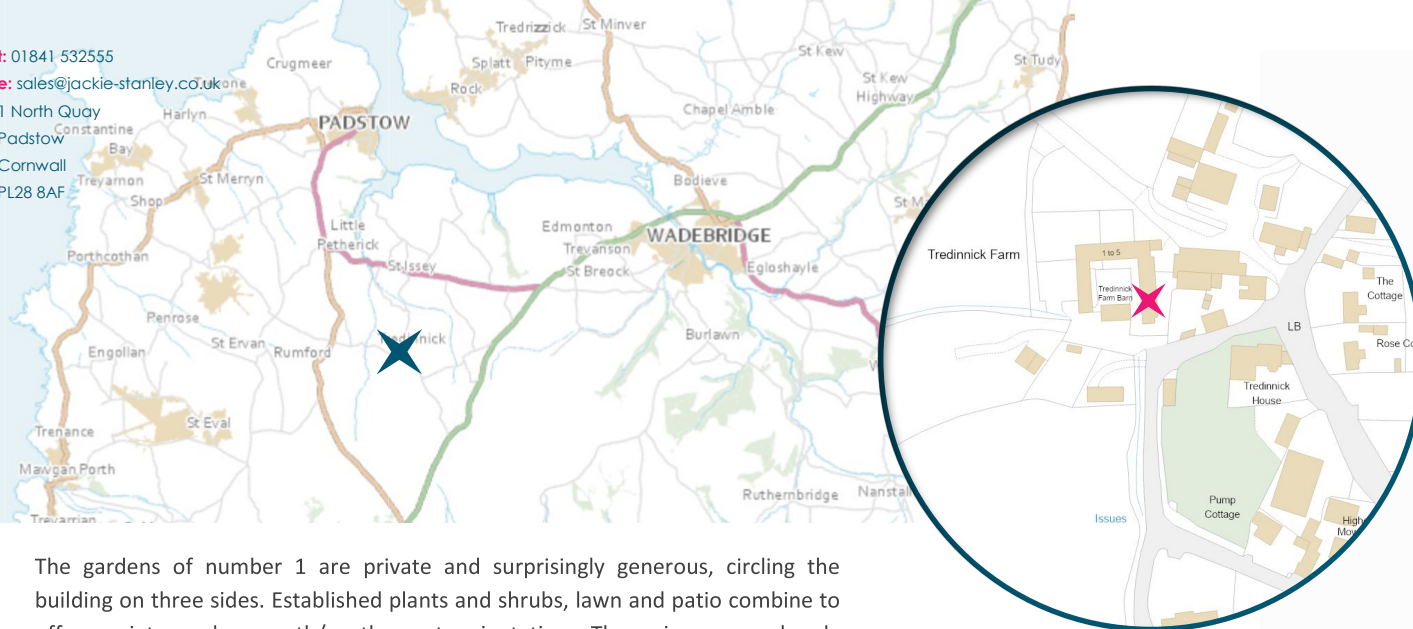 t: 01841 532555
e: sales@jackie-stanley.co.uk
1 North Quay
Padstow
Cornwall
PL28 8AF
Tredrizzick
St Minver
Crugmeer
Splatt
Pityme
St Kew
St Tudy
Rock
St Kew
Highway
Harlyn
Chapel Amble
PADSTOW
Constantine
Bay
Treyarnon
St Merryn
Bodieve
Shop
Little
Petherick
Edmonton
WADEBRIDGE
Trevanson
Porthcothan
St Issey
St Breock
Egloshayle
Penrose
St Ervan
Rumford
Burlawn
Engollan
St Eval
Trenance
Mawgan Porth
Ruthernbridge
Trevarrian
Tredinnick Farm
1 to 5
Tredinnick
Farm Barn
The
Cottage
LB
Tredinnick
House
Pump
Cottage
Issues
The gardens of number 1 are private and surprisingly generous, circling the
building on three sides. Established plants and shrubs, lawn and patio combine to